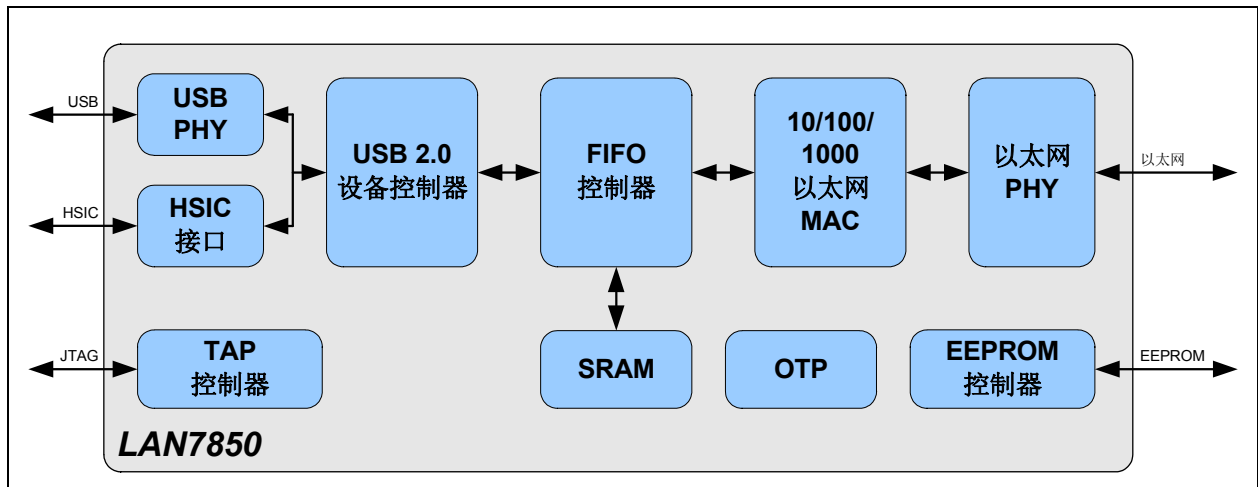 USB
USB
PHY
HSIC
HSIC
接口
USB 2.0
设备控制器
FIFO
控制器
10/100/
1000
以太网
MAC
以太网
PHY
以太网
JTAG
TAP
控制器
SRAM
OTP
EEPROM
控制器
EEPROM
LAN7850